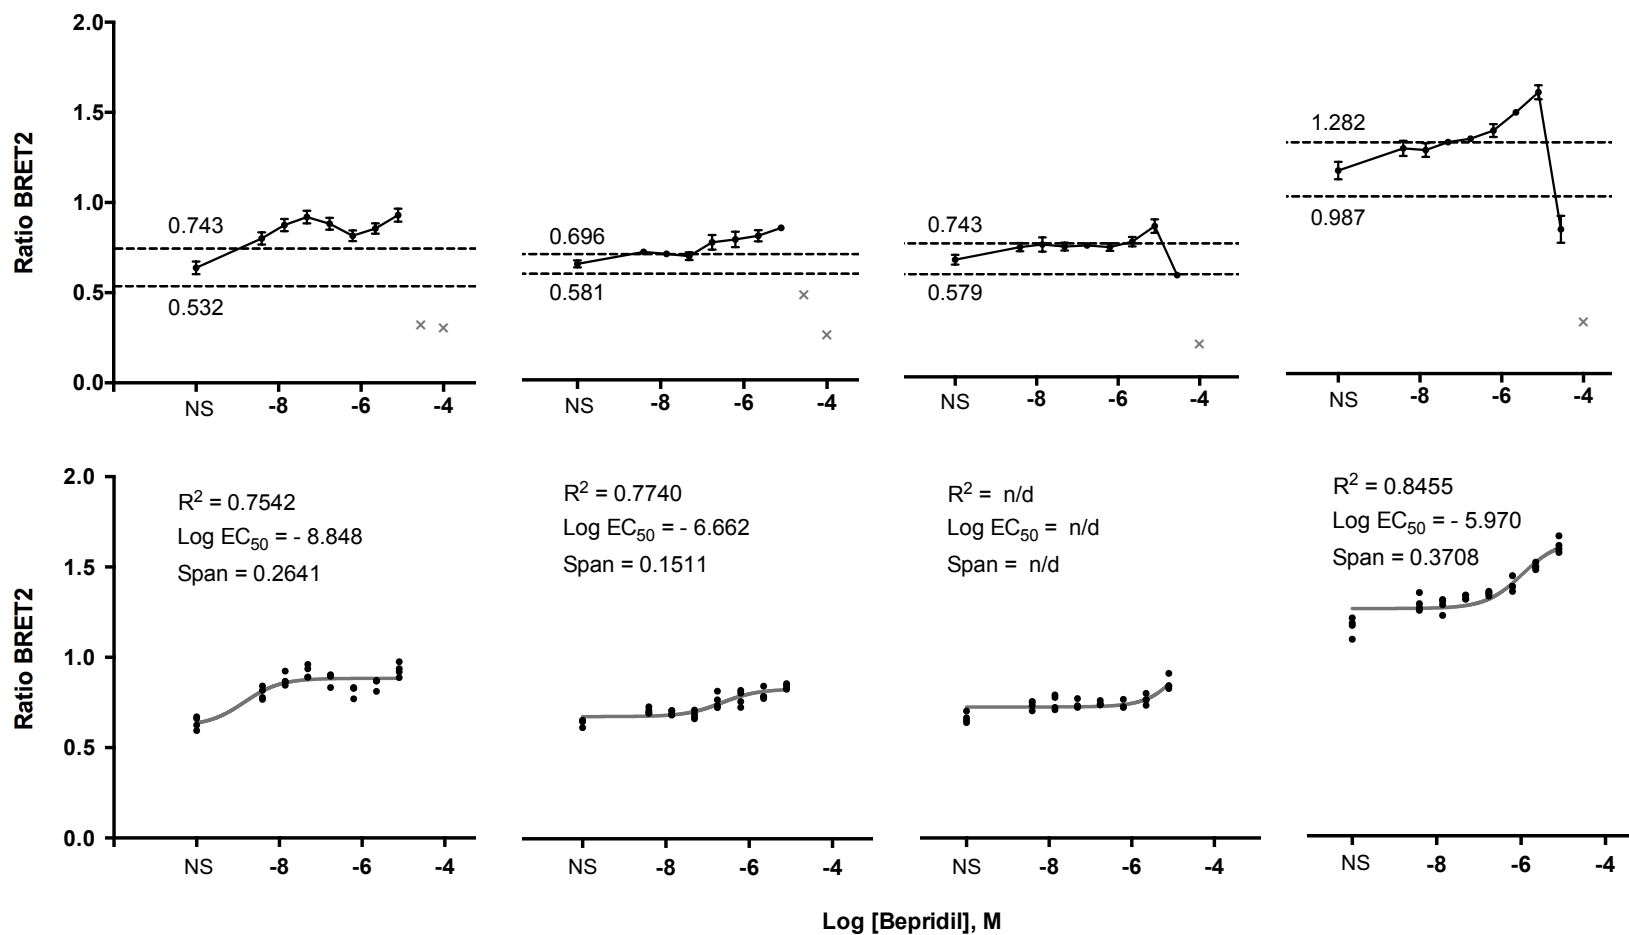 Ratio BRET2
2.0
1.5
1.0
0.5
0.0
0.743
0.532
NS -8 -6 -4
0.696
0.581
NS -8 -6 -4
0.743
0.579
NS -8 -6 -4
1.282
0.987
NS -8 -6 -4
Ratio BRET2
2.0
1.5
1.0
0.5
0.0
R² = 0.7542
Log EC₅₀ = - 8.848
Span = 0.2641
NS -8 -6 -4
R² = 0.7740
Log EC₅₀ = - 6.662
Span = 0.1511
NS -8 -6 -4
R² = n/d
Log EC₅₀ = n/d
Span = n/d
NS -8 -6 -4
R² = 0.8455
Log EC₅₀ = - 5.970
Span = 0.3708
NS -8 -6 -4
Log [Bepridil], M